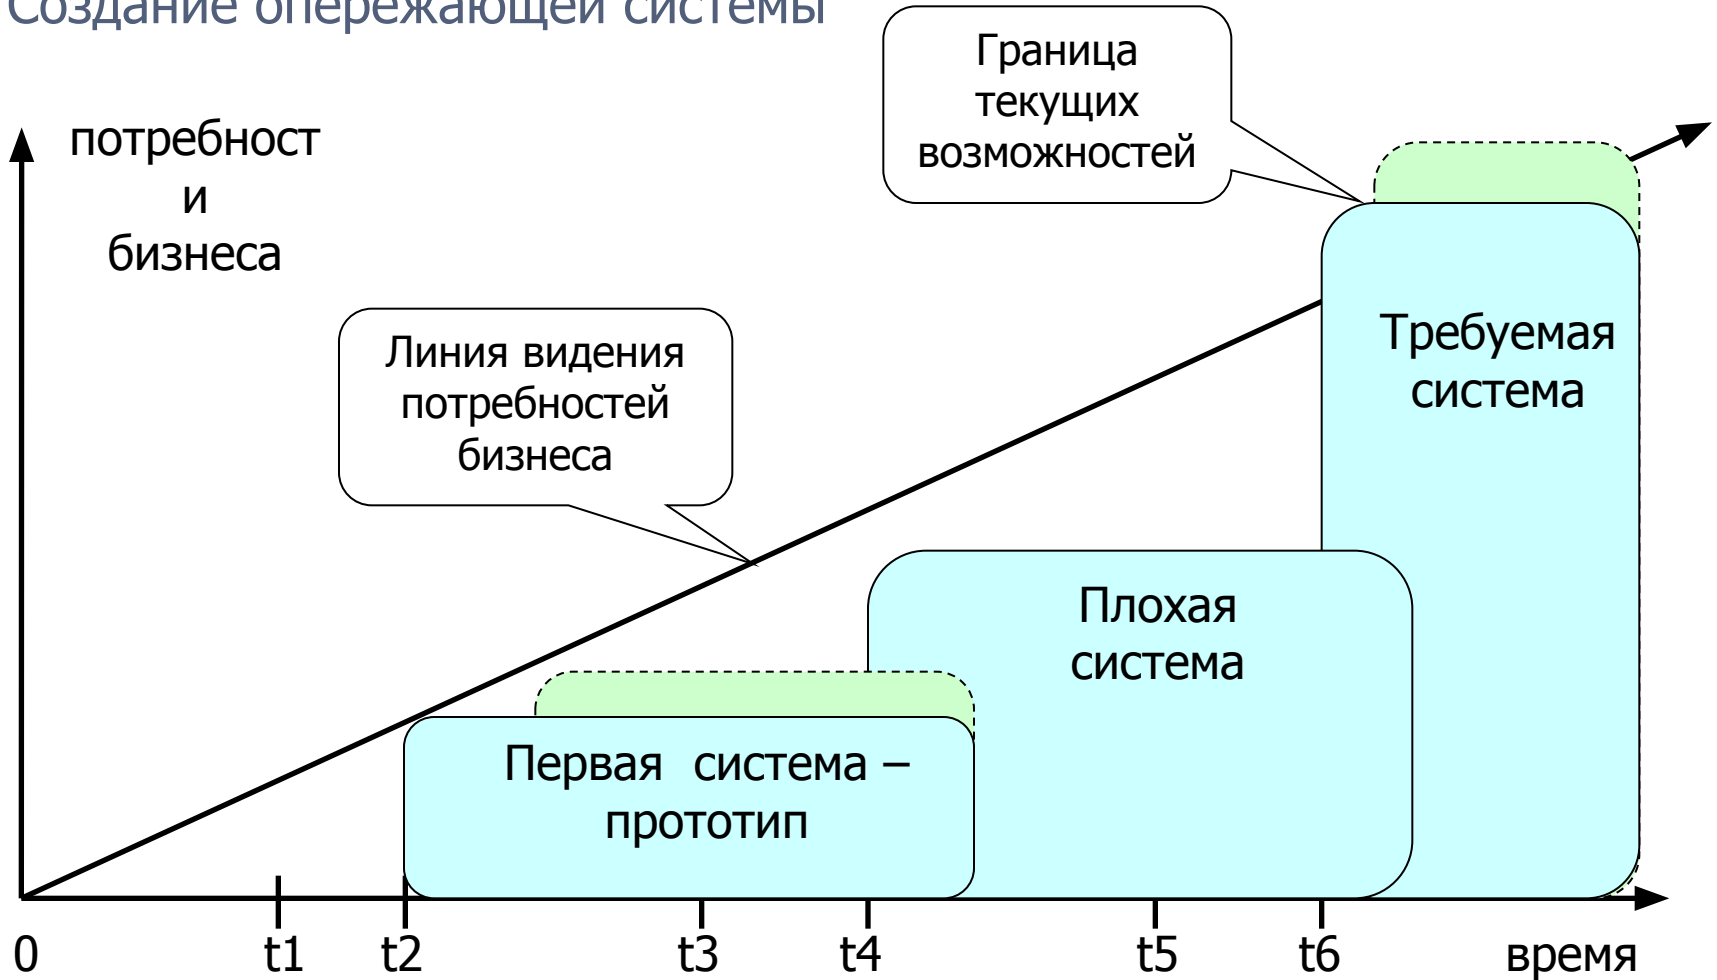 Создание опережающей системы
Граница
текущих
возможностей
потребност
и
бизнеса
Линия видения
потребностей
бизнеса
Требуемая
система
Плохая
система
Первая система –
прототип
0 t1 t2 t3 t4 t5 t6 время